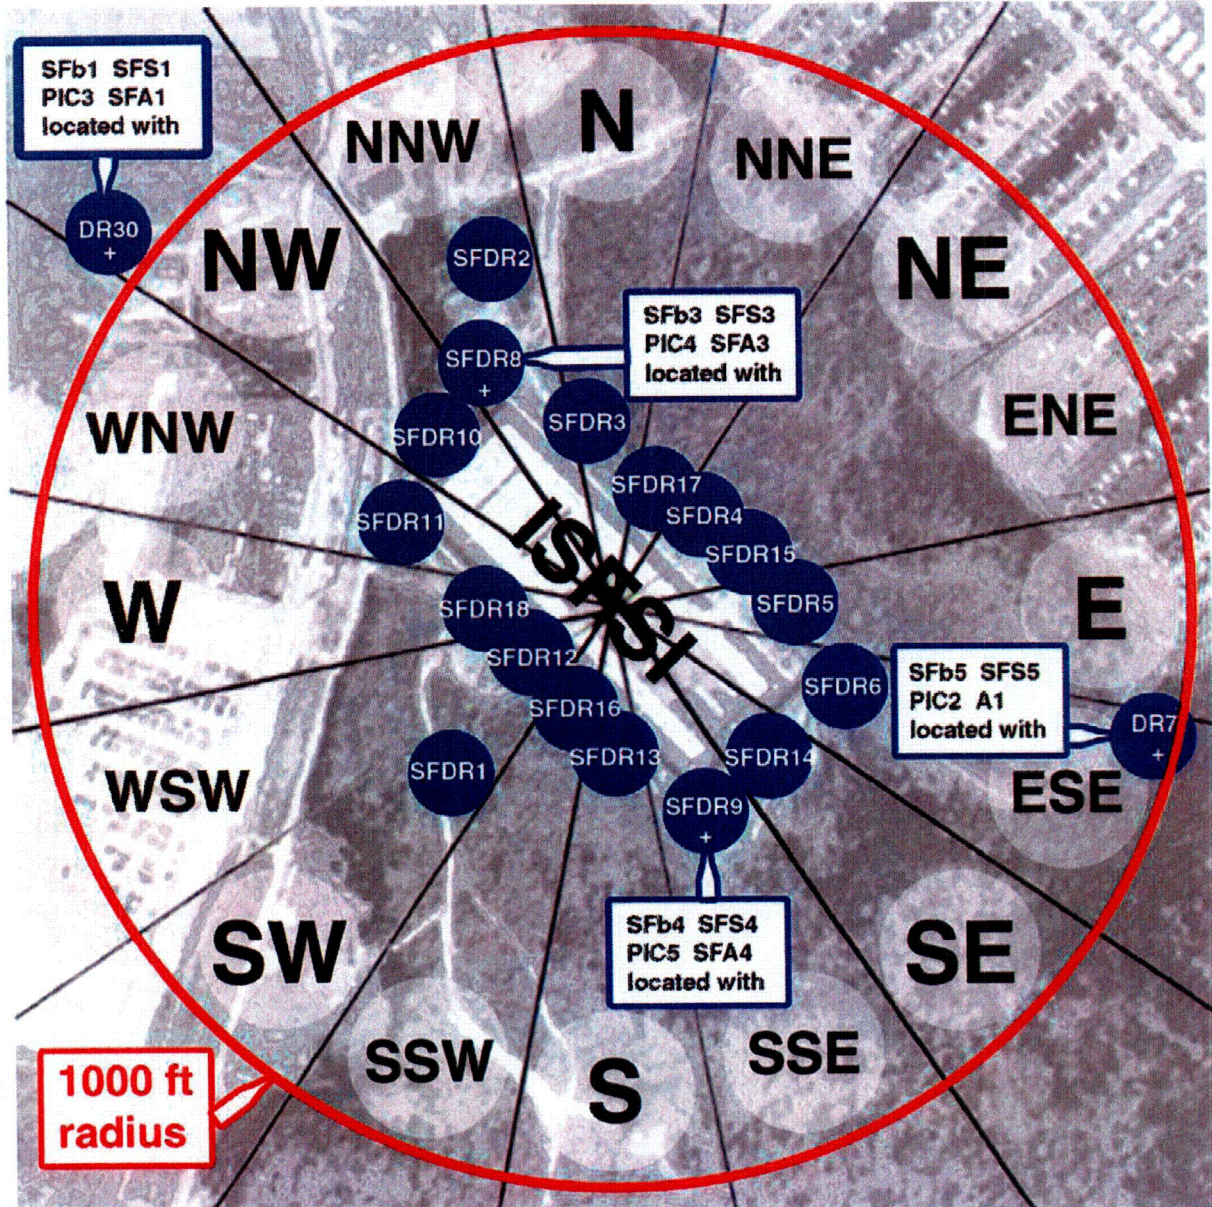 SFb1 SFS1
PIC3 SFA1
located with
DR30
+
N
NNW
NNE
NW
NE
SFDR2
SFb3 SFS3
PIC4 SFA3
located with
SFDR8
+
SFDR3
SFDR10
WNW
ENE
SFDR17
SFDR4
SFDR11
SFDR15
ISFSI
W
SFDR18
SFDR5
E
SFDR12
SFDR6
SFb5 SFS5
PIC2 A1
located with
DR7
+
SFDR16
SFDR1
SFDR13
SFDR14
WSW
ESE
SFDR9
+
SFb4 SFS4
PIC5 SFA4
located with
SW
SE
SSW
SSE
S
1000 ft
radius